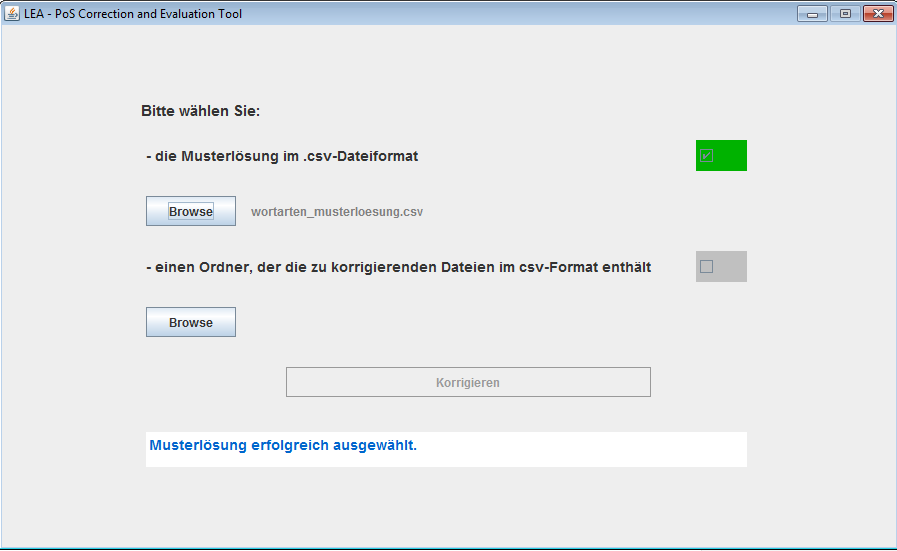 LEA - PoS Correction and Evaluation Tool
Bitte wählen Sie:
- die Musterlösung im .csv-Dateiformat
Browse wortarten_musterloesung.csv
- einen Ordner, der die zu korrigierenden Dateien im csv-Format enthält
Browse
Korrigieren
Musterlösung erfolgreich ausgewählt.